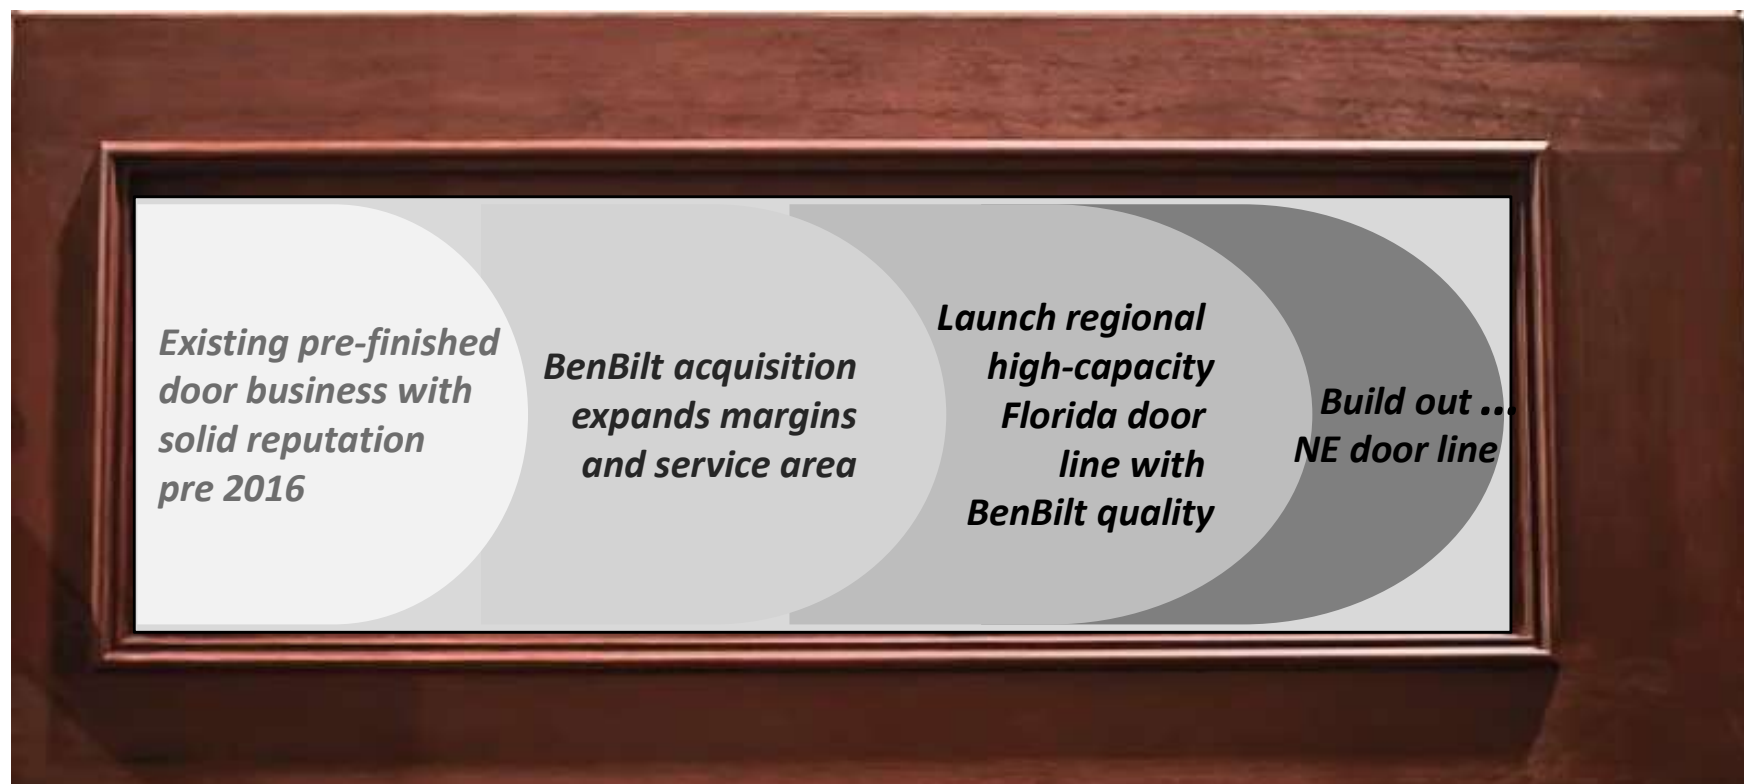 Existing pre-finished
door business with
solid reputation
pre 2016
BenBilt acquisition
expands margins
and service area
Launch regional
high-capacity
Florida door
line with
BenBilt quality
Build out ...
NE door line